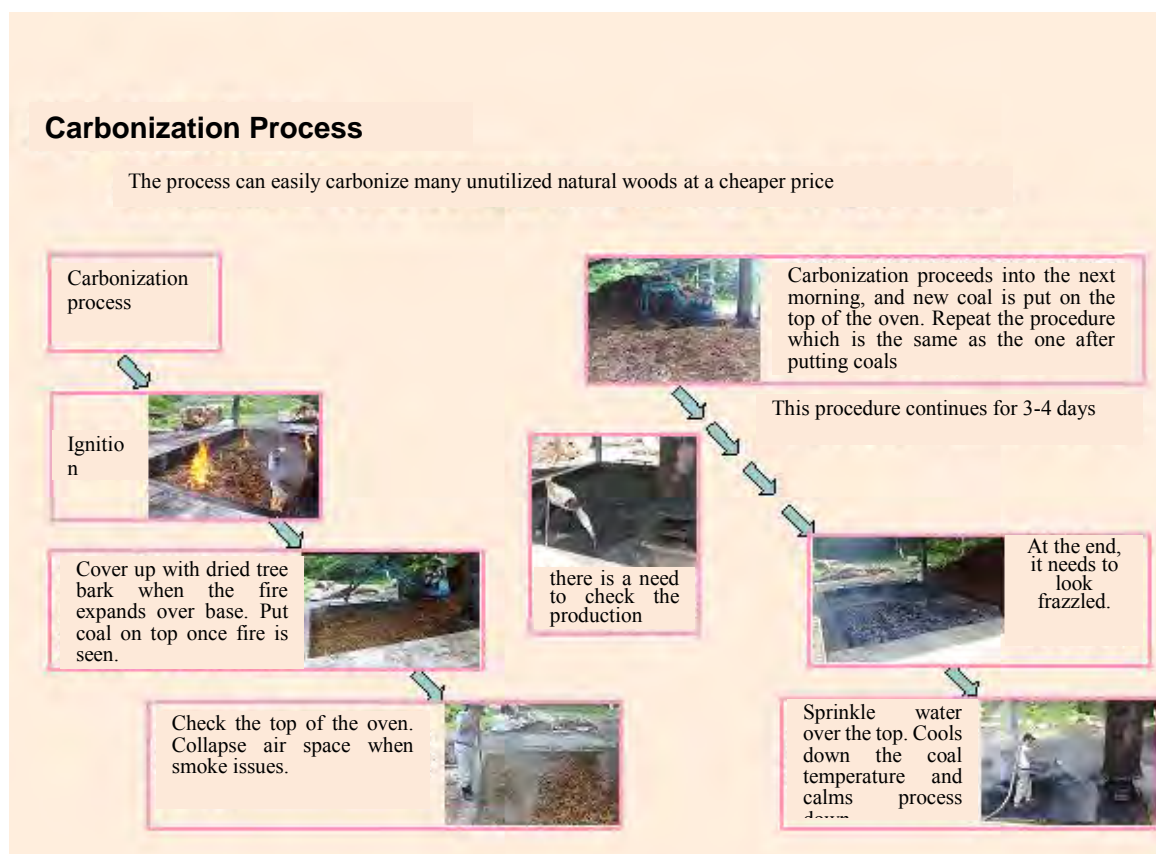 Carbonization Process
The process can easily carbonize many unutilized natural woods at a cheaper price
Carbonization
process
Ignitio
n
Cover up with dried tree
bark when the fire
expands over base. Put
coal on top once fire is
seen.
Check the top of the oven.
Collapse air space when
smoke issues.
there is a need
to check the
production
Carbonization proceeds into the next
morning, and new coal is put on the
top of the oven. Repeat the procedure
which is the same as the one after
putting coals
This procedure continues for 3-4 days
At the end,
it needs to
look
frazzled.
Sprinkle water
over the top. Cools
down the coal
temperature and
calms process
down